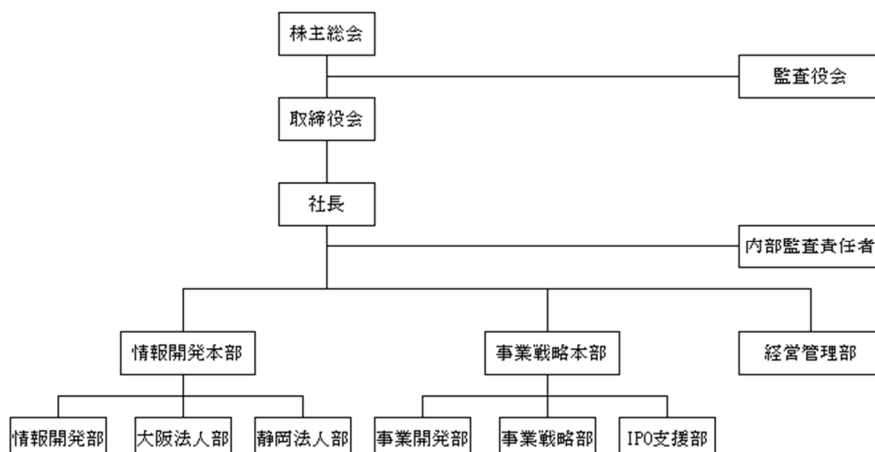 株主総会
監査役会
取締役会
社長
内部監査責任者
情報開発本部
事業戦略本部
経営管理部
情報開発部
大阪法人部
静岡法人部
事業開発部
事業戦略部
IPO支援部